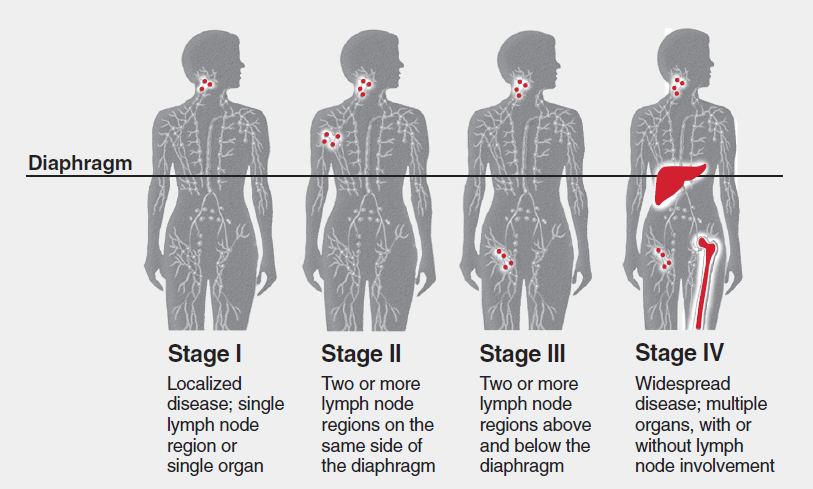 Diaphragm
Stage I
Localized
disease; single
lymph node
region or
single organ
Stage II
Two or more
lymph node
regions on the
same side of
the diaphragm
Stage III
Two or more
lymph node
regions above
and below the
diaphragm
Stage IV
Widespread
disease; multiple
organs, with or
without lymph
node involvement